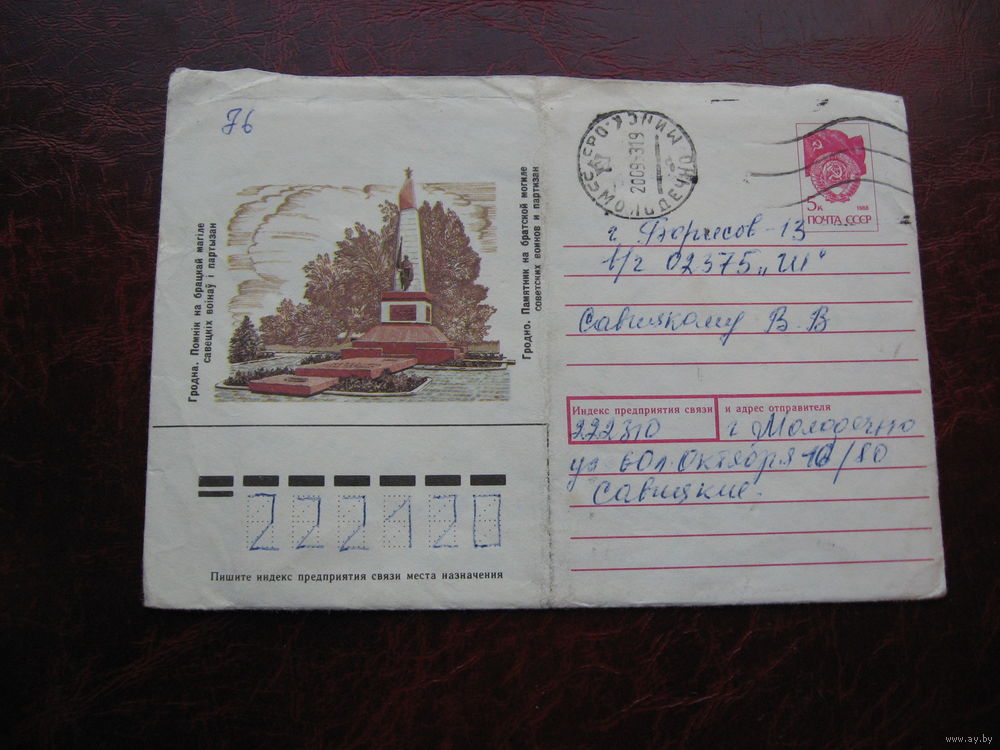 76
Гродна. Помнік на брацкай магіле
савецкіх воінаў і партызан
Гродно. Памятник на братской могиле
советских воинов и партизан
5к 1988
ПОЧТА СССР
г Борисов-13
в/г 02375 „Ш"
Савицкому В. В
Индекс предприятия связи и адрес отправителя
222310 г Молодечно
ул 60 л. Октября 16/80
Савицкие.
222120
Пишите индекс предприятия связи места назначения
www.ay.by